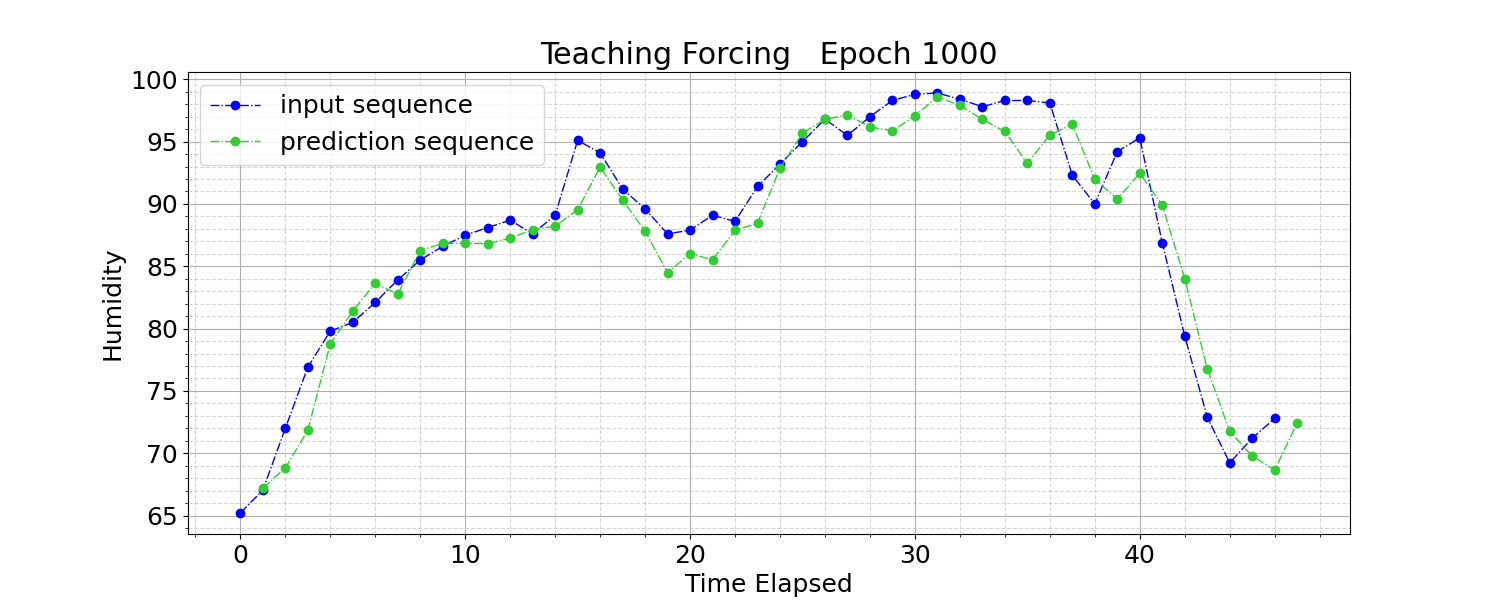 Teaching Forcing   Epoch 1000
100
95
90
85
80
75
70
65
Humidity
input sequence
prediction sequence
0 10 20 30 40
Time Elapsed